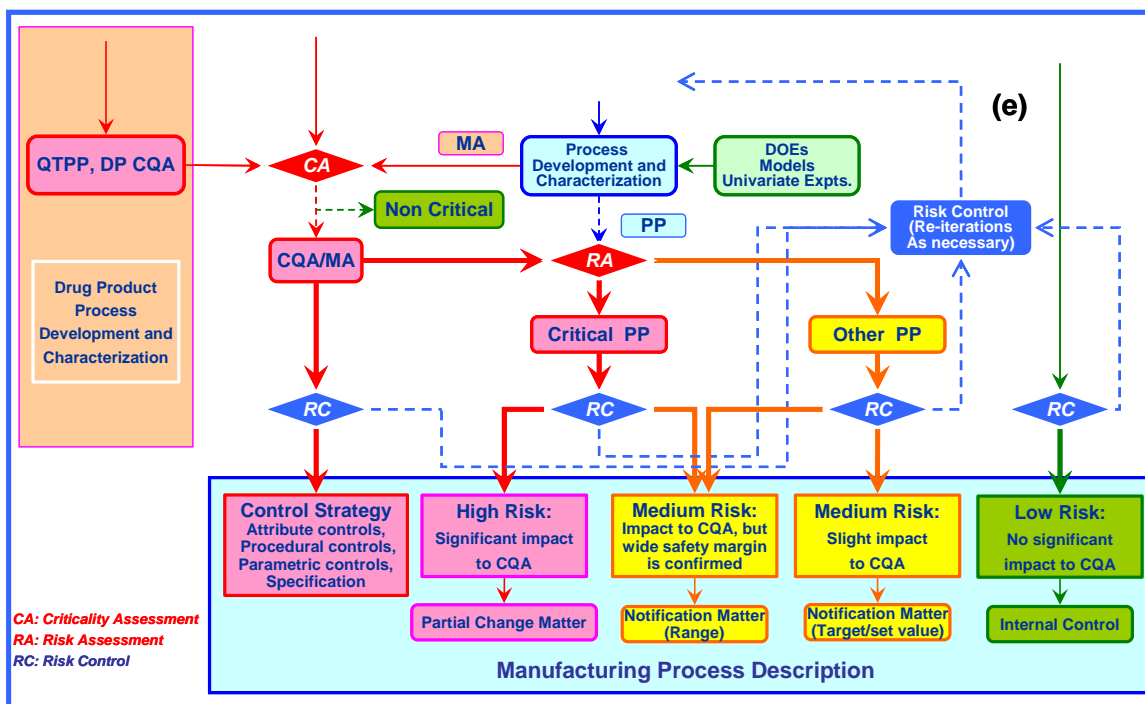 (e)
MA
QTPP, DP CQA
CA
Process
Development and
Characterization
DOEs
Models
Univariate Expts.
Non Critical
PP
Risk Control
(Re-iterations
As necessary)
CQA/MA
RA
Drug Product
Process
Development and
Characterization
Critical PP
Other PP
RC
RC
RC
RC
Control Strategy
Attribute controls,
Procedural controls,
Parametric controls,
Specification
High Risk:
Significant impact
to CQA
Medium Risk:
Impact to CQA, but
wide safety margin
is confirmed
Medium Risk:
Slight impact
to CQA
Low Risk:
No significant
impact to CQA
Partial Change Matter
Notification Matter
(Range)
Notification Matter
(Target/set value)
Internal Control
CA: Criticality Assessment
RA: Risk Assessment
RC: Risk Control
Manufacturing Process Description